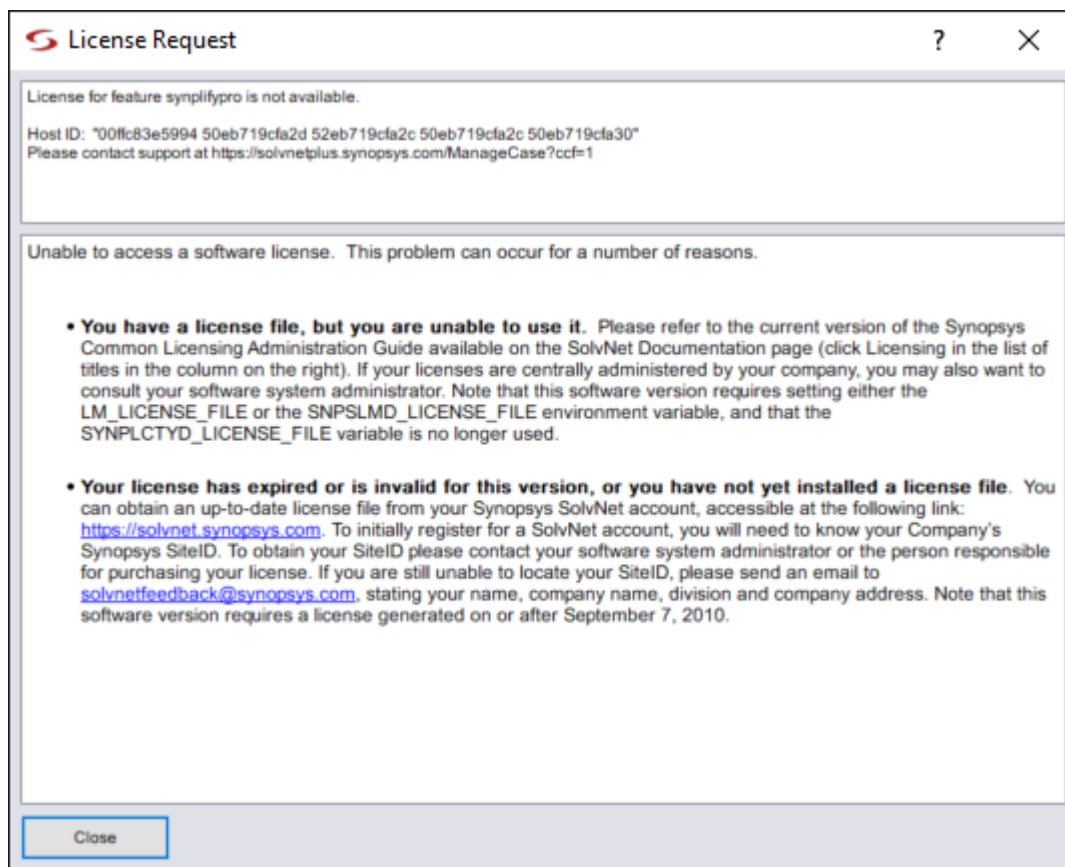 License Request
?
License for feature synplifypro is not available.
Host ID: "00ffc83e5994 50eb719cfa2d 52eb719cfa2c 50eb719cfa2c 50eb719cfa30"
Please contact support at https://solvnetplus.synopsys.com/ManageCase?ccf=1
Unable to access a software license. This problem can occur for a number of reasons.
• You have a license file, but you are unable to use it. Please refer to the current version of the Synopsys
Common Licensing Administration Guide available on the SolvNet Documentation page (click Licensing in the list of
titles in the column on the right). If your licenses are centrally administered by your company, you may also want to
consult your software system administrator. Note that this software version requires setting either the
LM_LICENSE_FILE or the SNPSLMD_LICENSE_FILE environment variable, and that the
SYNPLCTYD_LICENSE_FILE variable is no longer used.
• Your license has expired or is invalid for this version, or you have not yet installed a license file. You
can obtain an up-to-date license file from your Synopsys SolvNet account, accessible at the following link:
https://solvnet.synopsys.com. To initially register for a SolvNet account, you will need to know your Company's
Synopsys SiteID. To obtain your SiteID please contact your software system administrator or the person responsible
for purchasing your license. If you are still unable to locate your SiteID, please send an email to
solvnetfeedback@synopsys.com, stating your name, company name, division and company address. Note that this
software version requires a license generated on or after September 7, 2010.
Close